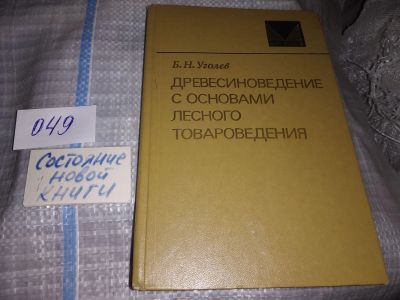 Б. Н. Уголев
ДРЕВЕСИНОВЕДЕНИЕ
С ОСНОВАМИ
ЛЕСНОГО
ТОВАРОВЕДЕНИЯ
049
Состояние
новой
книги